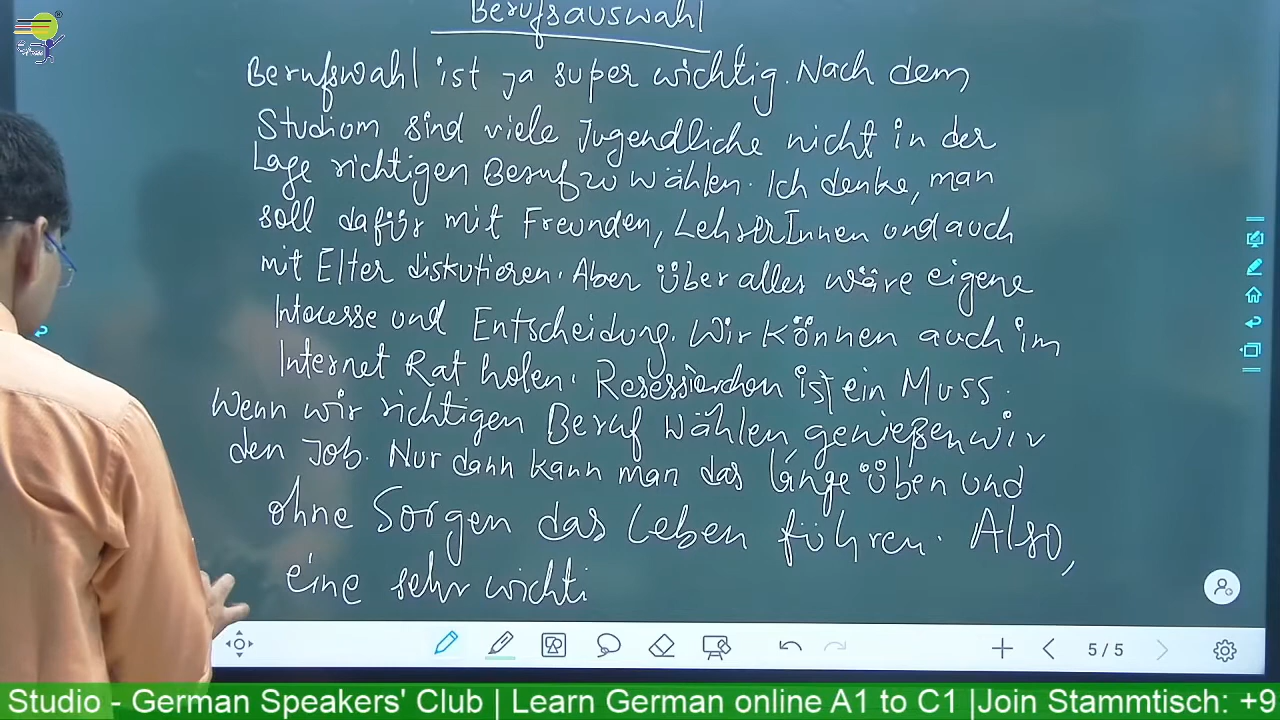 Berufsauswahl
Berufswahl ist ja super wichtig. Nach dem
Studium sind viele Jugendliche nicht in der
Lage richtigen Beruf zu wählen. Ich denke, man
soll dafür mit Freunden, LehrerInnen und auch
mit Elter diskutieren. Aber über alles wäre eigene
Interesse und Entscheidung. Wir können auch im
Internet Rat holen. ist ein Muss.
Wenn wir richtigen Beruf wählen genießen wir
den Job. Nur dann kann man das länge üben und
ohne Sorgen das Leben führen. Also,
eine sehr wichti
5 / 5
Studio - German Speakers' Club | Learn German online A1 to C1 |Join Stammtisch: +9